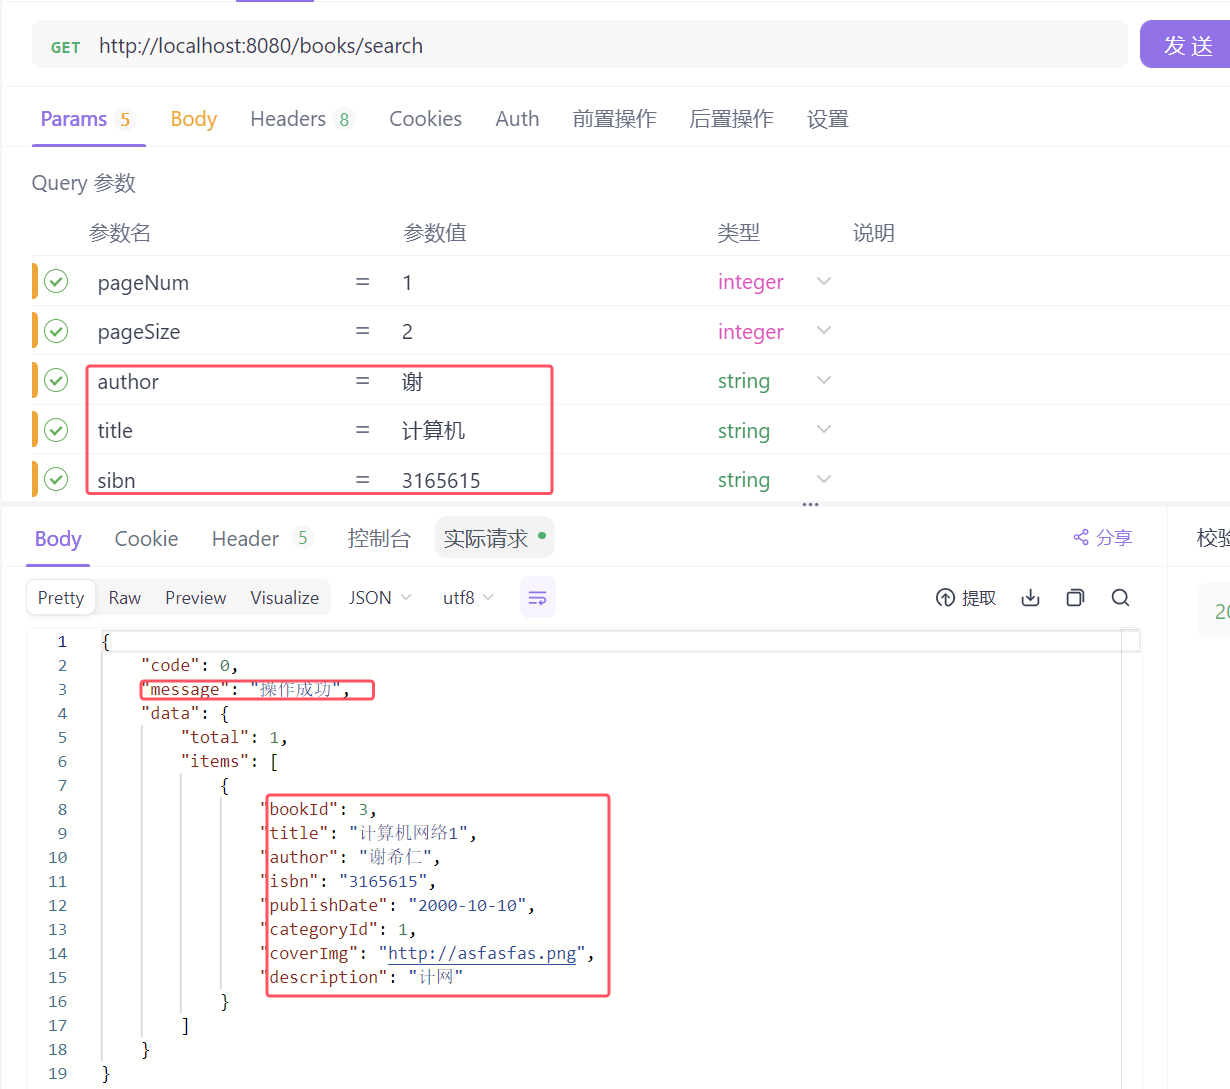 GET http://localhost:8080/books/search 发 送
Params 5 Body Headers 8 Cookies Auth 前置操作 后置操作 设置
Query 参数
参数名 参数值 类型 说明
pageNum = 1 integer
pageSize = 2 integer
author = 谢 string
title = 计算机 string
sibn = 3165615 string
Body Cookie Header 5 控制台 实际请求 分享
Pretty Raw Preview Visualize JSON utf8 提取
1 {
2 "code": 0,
3 "message": "操作成功",
4 "data": {
5 "total": 1,
6 "items": [
7 {
8 "bookId": 3,
9 "title": "计算机网络1",
10 "author": "谢希仁",
11 "isbn": "3165615",
12 "publishDate": "2000-10-10",
13 "categoryId": 1,
14 "coverImg": "http://asfasfas.png",
15 "description": "计网"
16 }
17 ]
18 }
19 }